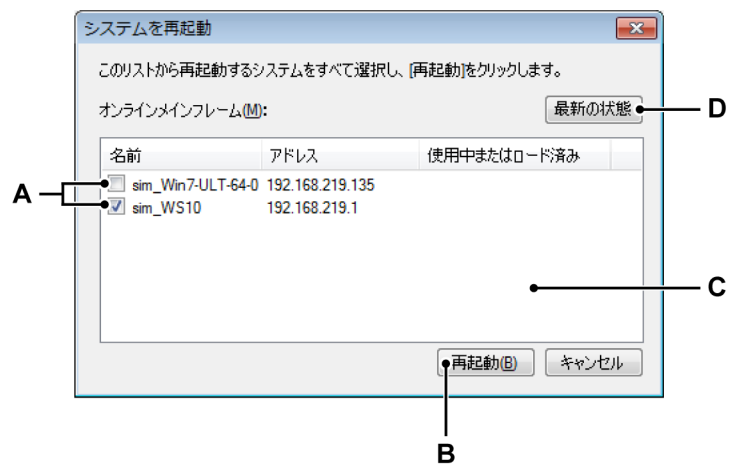 システムを再起動
このリストから再起動するシステムをすべて選択し、[再起動]をクリックします。
オンラインメインフレーム(M):
最新の状態
D
名前 アドレス 使用中またはロード済み
A
sim_Win7-ULT-64-0 192.168.219.135
sim_WS10 192.168.219.1
C
再起動(B) キャンセル
B